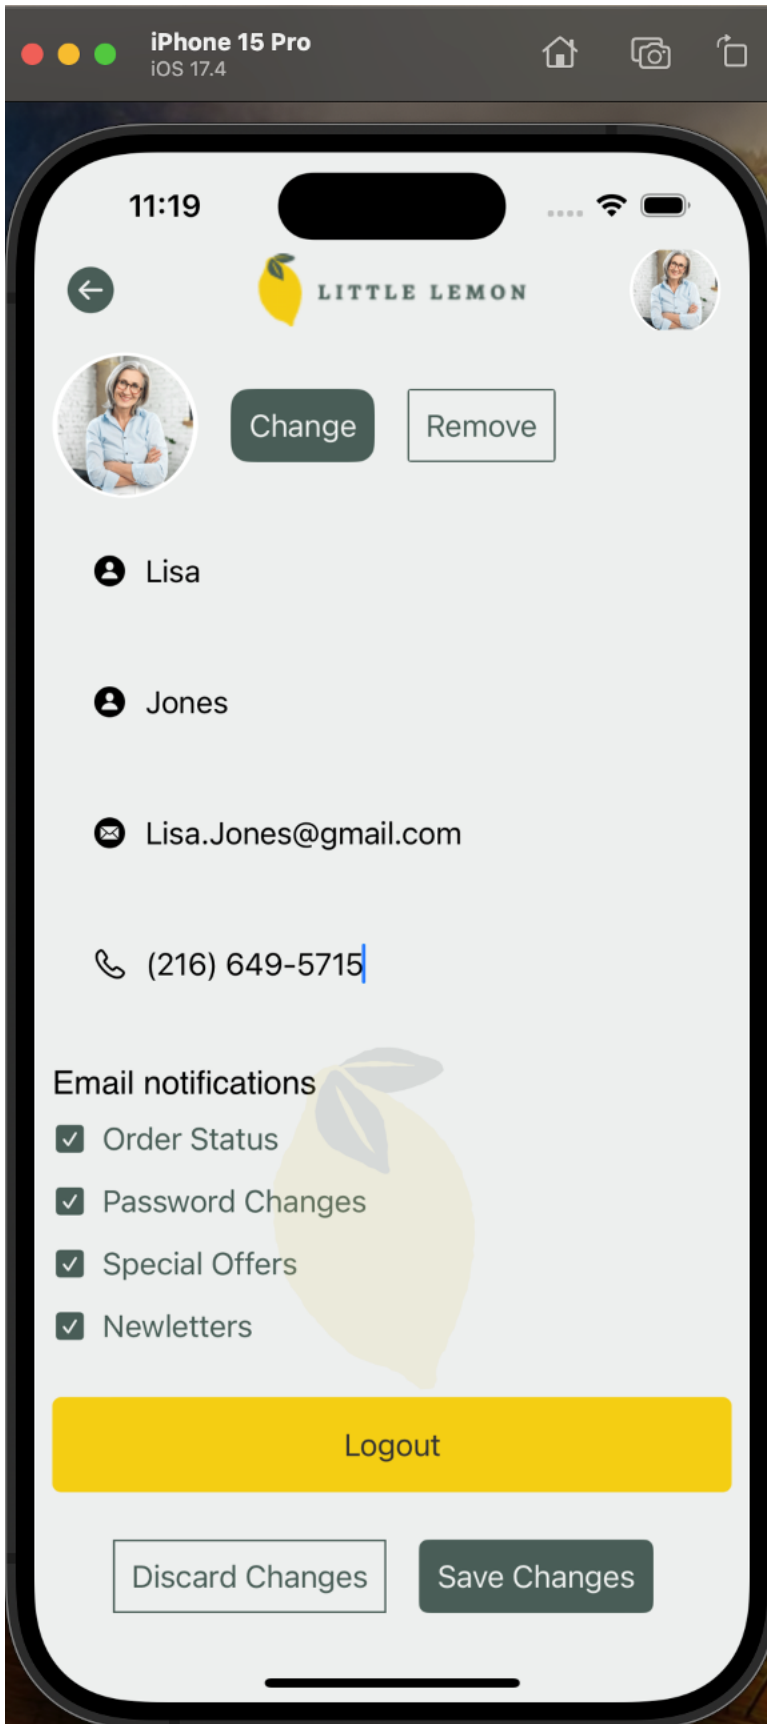 iPhone 15 Pro
iOS 17.4
11:19
LITTLE LEMON
Change Remove
Lisa
Jones
Lisa.Jones@gmail.com
(216) 649-5715
Email notifications
Order Status
Password Changes
Special Offers
Newletters
Logout
Discard Changes Save Changes